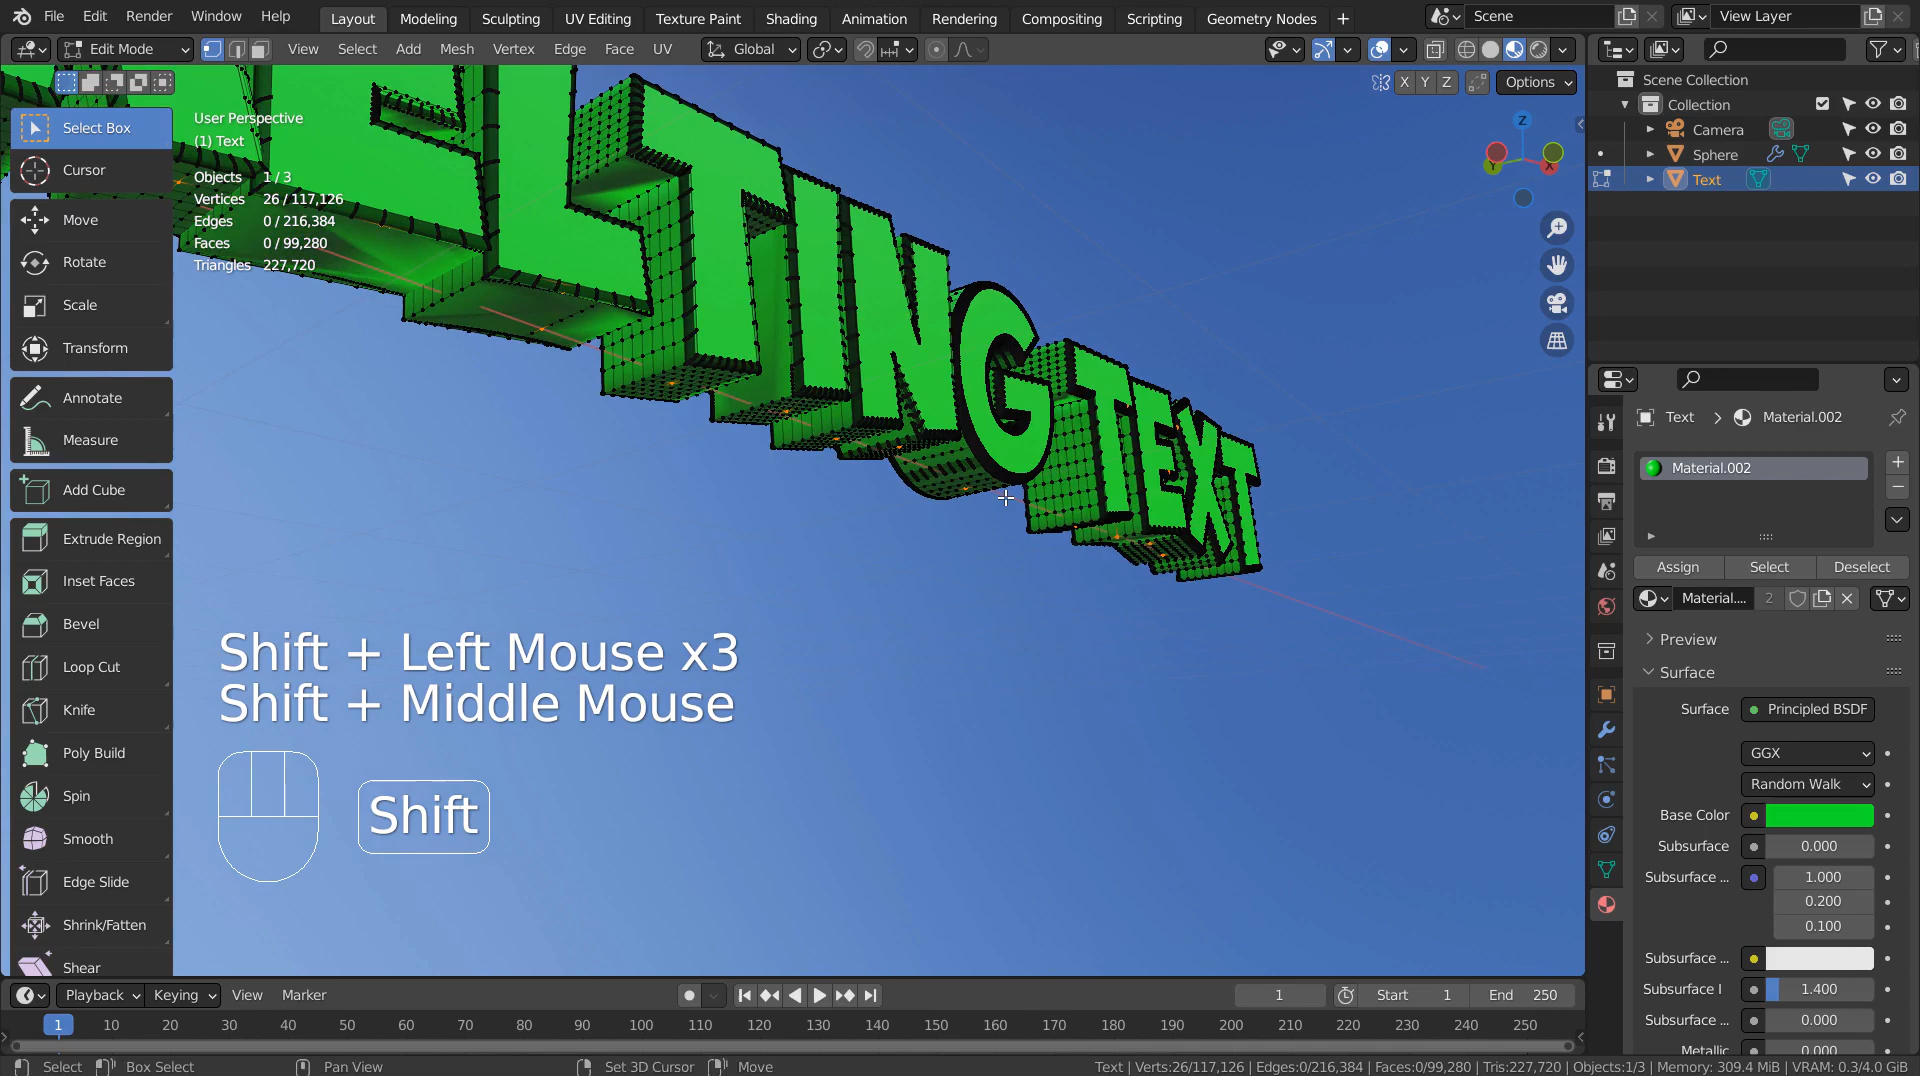 File Edit Render Window Help Layout Modeling Sculpting UV Editing Texture Paint Shading Animation Rendering Compositing Scripting Geometry Nodes + Scene View Layer
Edit Mode View Select Add Mesh Vertex Edge Face UV Global
X Y Z Options
Select Box
Cursor
Move
Rotate
Scale
Transform
Annotate
Measure
Add Cube
Extrude Region
Inset Faces
Bevel
Loop Cut
Knife
Poly Build
Spin
Smooth
Edge Slide
Shrink/Fatten
Shear
User Perspective
(1) Text
Objects 1 / 3
Vertices 26 / 117,126
Edges 0 / 216,384
Faces 0 / 99,280
Triangles 227,720
LTING TEXT
Z
Y X
Shift + Left Mouse x3
Shift + Middle Mouse
Shift
Scene Collection
Collection
Camera
Sphere
Text
Text > Material.002
Material.002
Assign Select Deselect
Material.... 2
Preview
Surface
Surface Principled BSDF
GGX
Random Walk
Base Color
Subsurface 0.000
Subsurface ... 1.000
0.200
0.100
Subsurface ...
Subsurface I 1.400
Subsurface ... 0.000
Metallic 0.000
Playback Keying View Marker 1 Start 1 End 250
1 10 20 30 40 50 60 70 80 90 100 110 120 130 140 150 160 170 180 190 200 210 220 230 240 250
Select Box Select Pan View Set 3D Cursor Move Text | Verts:26/117,126 | Edges:0/216,384 | Faces:0/99,280 | Tris:227,720 | Objects:1/3 | Memory: 309.4 MiB | VRAM: 0.3/4.0 GiB